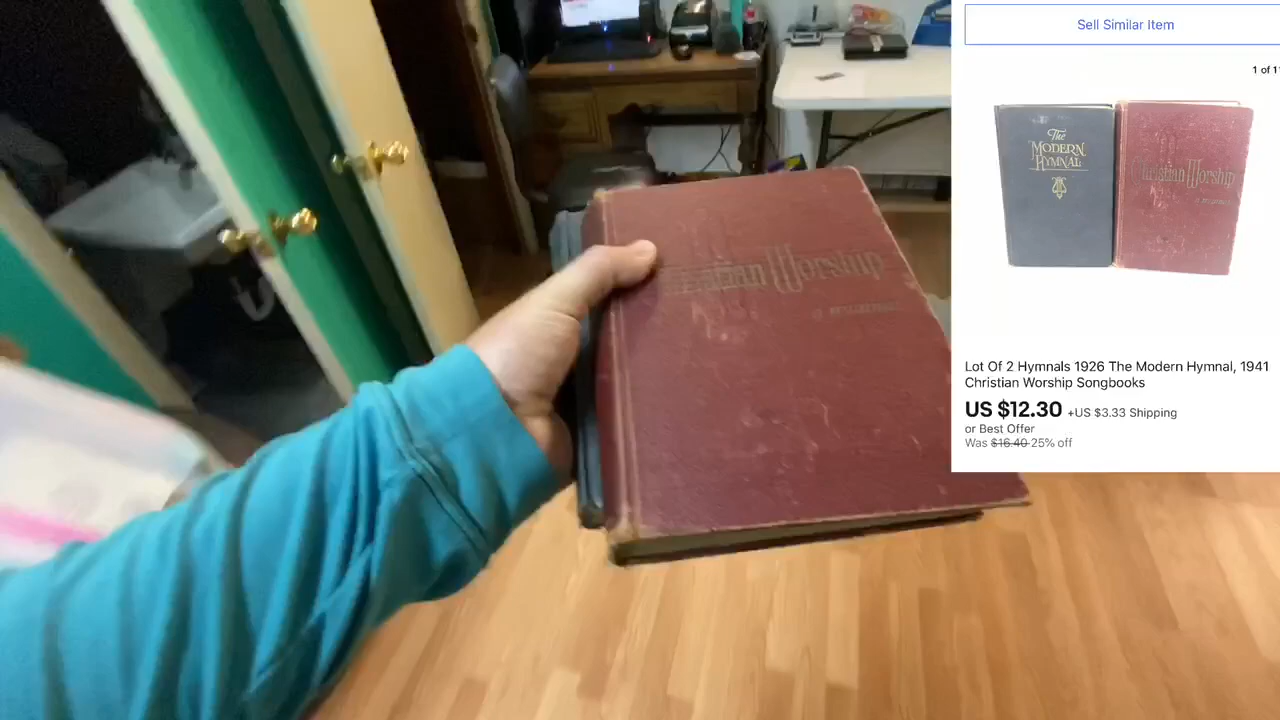 Sell Similar Item
1 of 11
The
MODERN
HYMNAL
Christian Worship
Christian Worship
Lot Of 2 Hymnals 1926 The Modern Hymnal, 1941
Christian Worship Songbooks
US $12.30 +US $3.33 Shipping
or Best Offer
Was $16.40 25% off